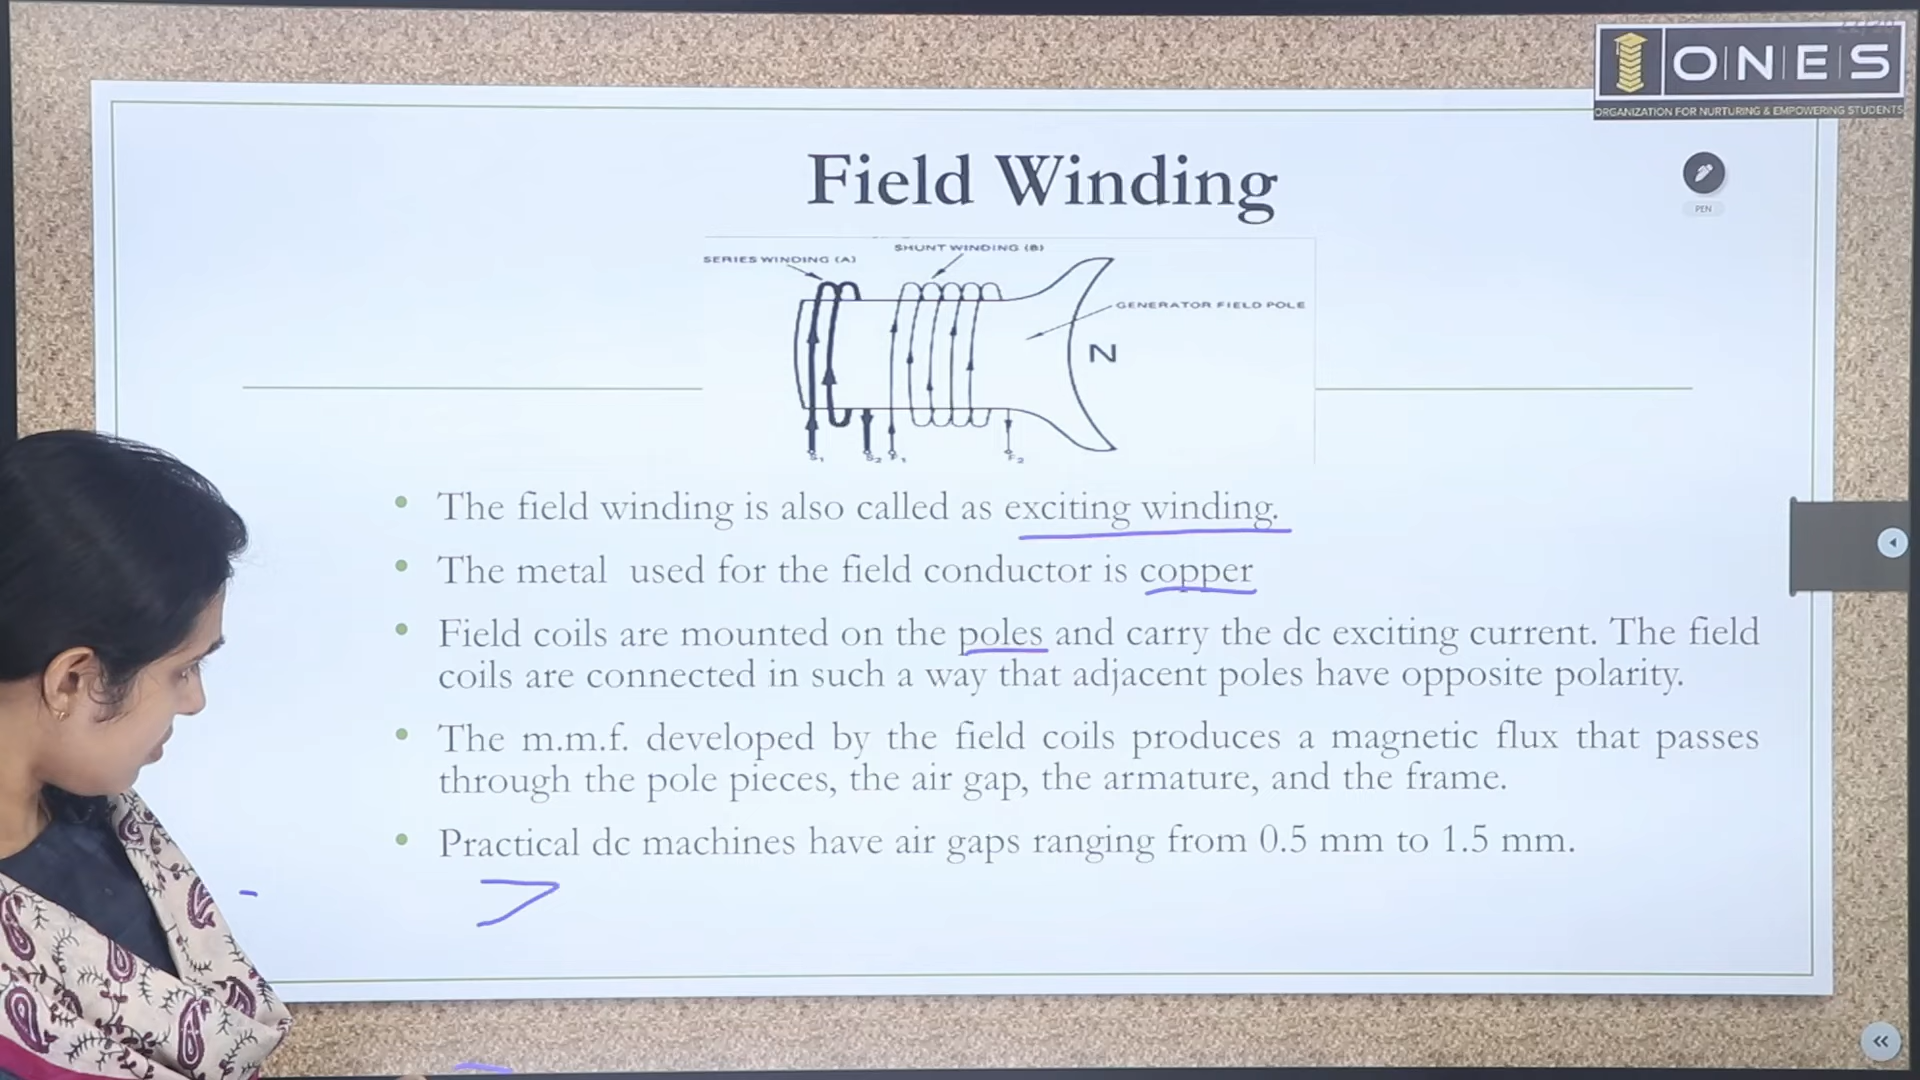 ONES
ORGANIZATION FOR NURTURING & EMPOWERING STUDENTS
Field Winding
PEN
SHUNT WINDING (B)
SERIES WINDING (A)
GENERATOR FIELD POLE
N
S1 S2 F1 F2
• The field winding is also called as exciting winding.
• The metal used for the field conductor is copper
• Field coils are mounted on the poles and carry the dc exciting current. The field
coils are connected in such a way that adjacent poles have opposite polarity.
• The m.m.f. developed by the field coils produces a magnetic flux that passes
through the pole pieces, the air gap, the armature, and the frame.
• Practical dc machines have air gaps ranging from 0.5 mm to 1.5 mm.